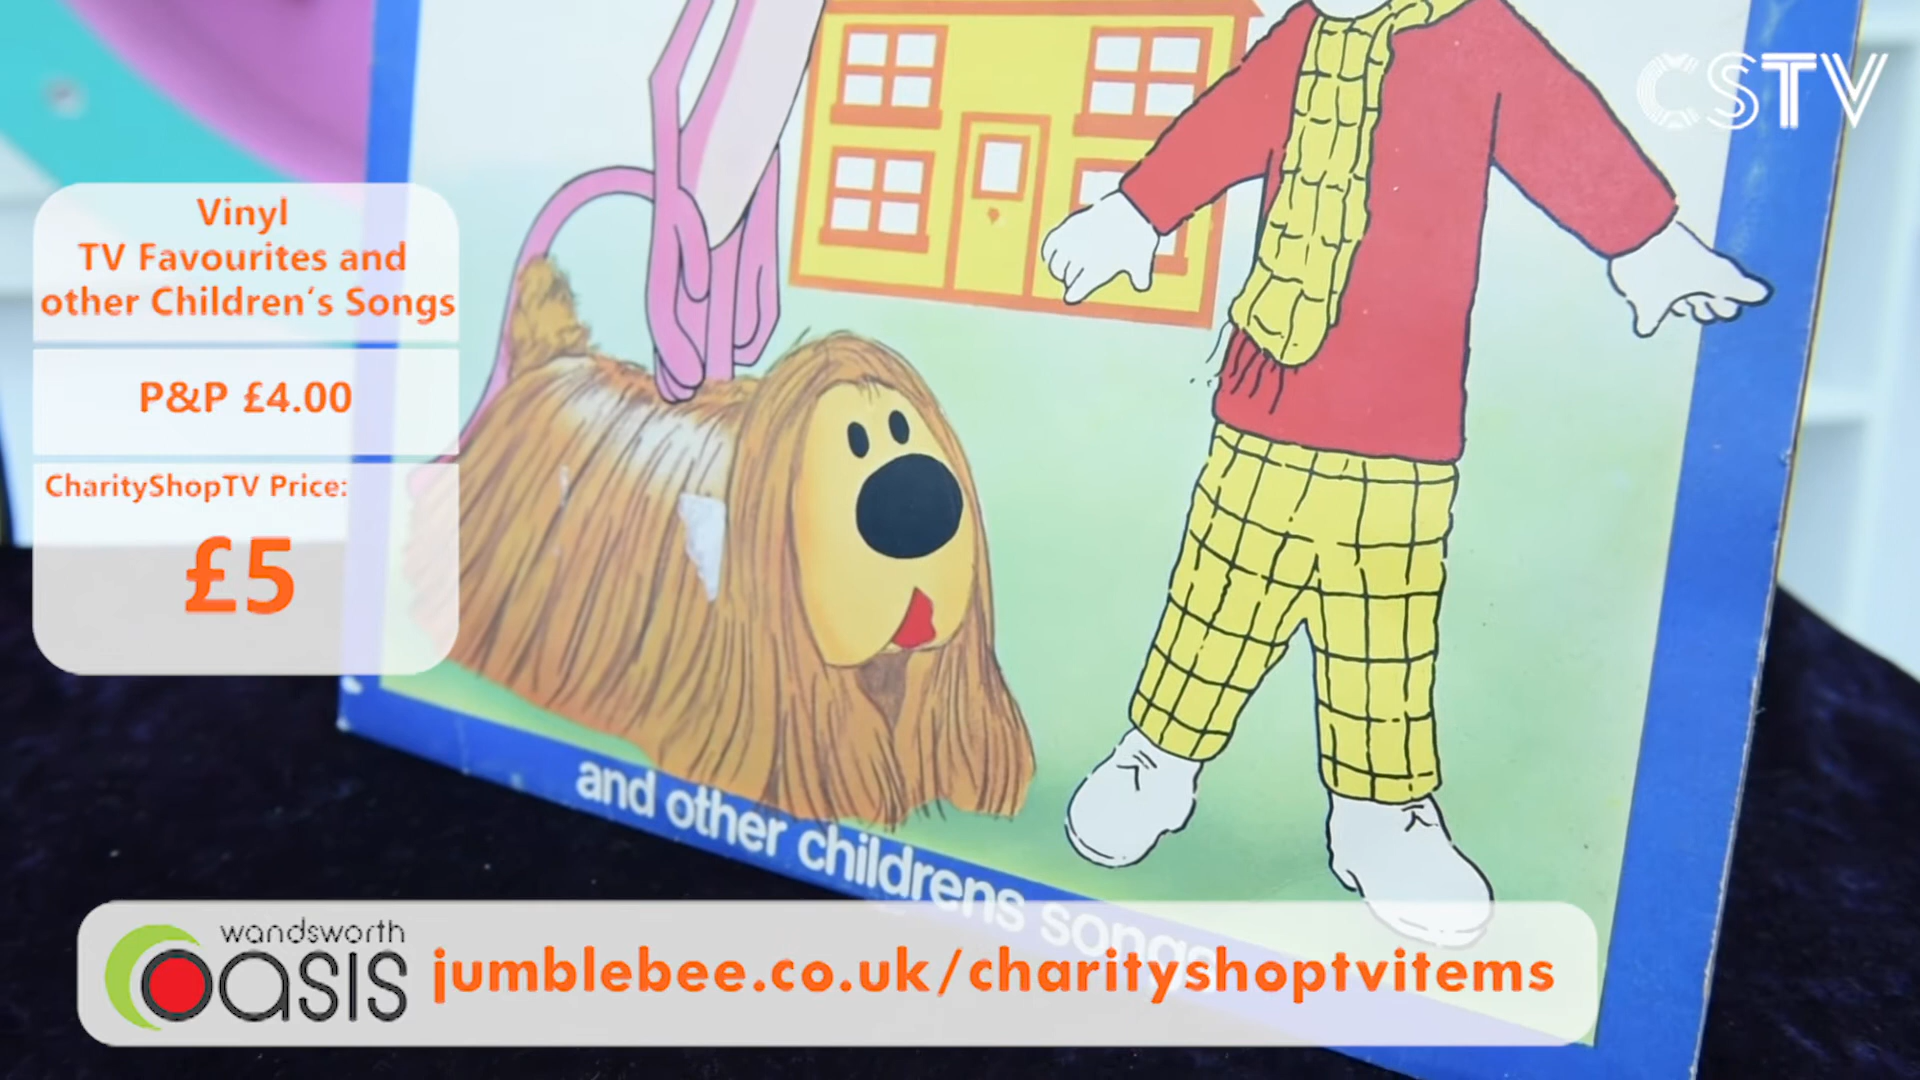 CSTV
Vinyl
TV Favourites and
other Children's Songs
P&P £4.00
CharityShopTV Price:
£5
and other childrens songs
wandsworth
oasis
jumblebee.co.uk/charityshoptvitems